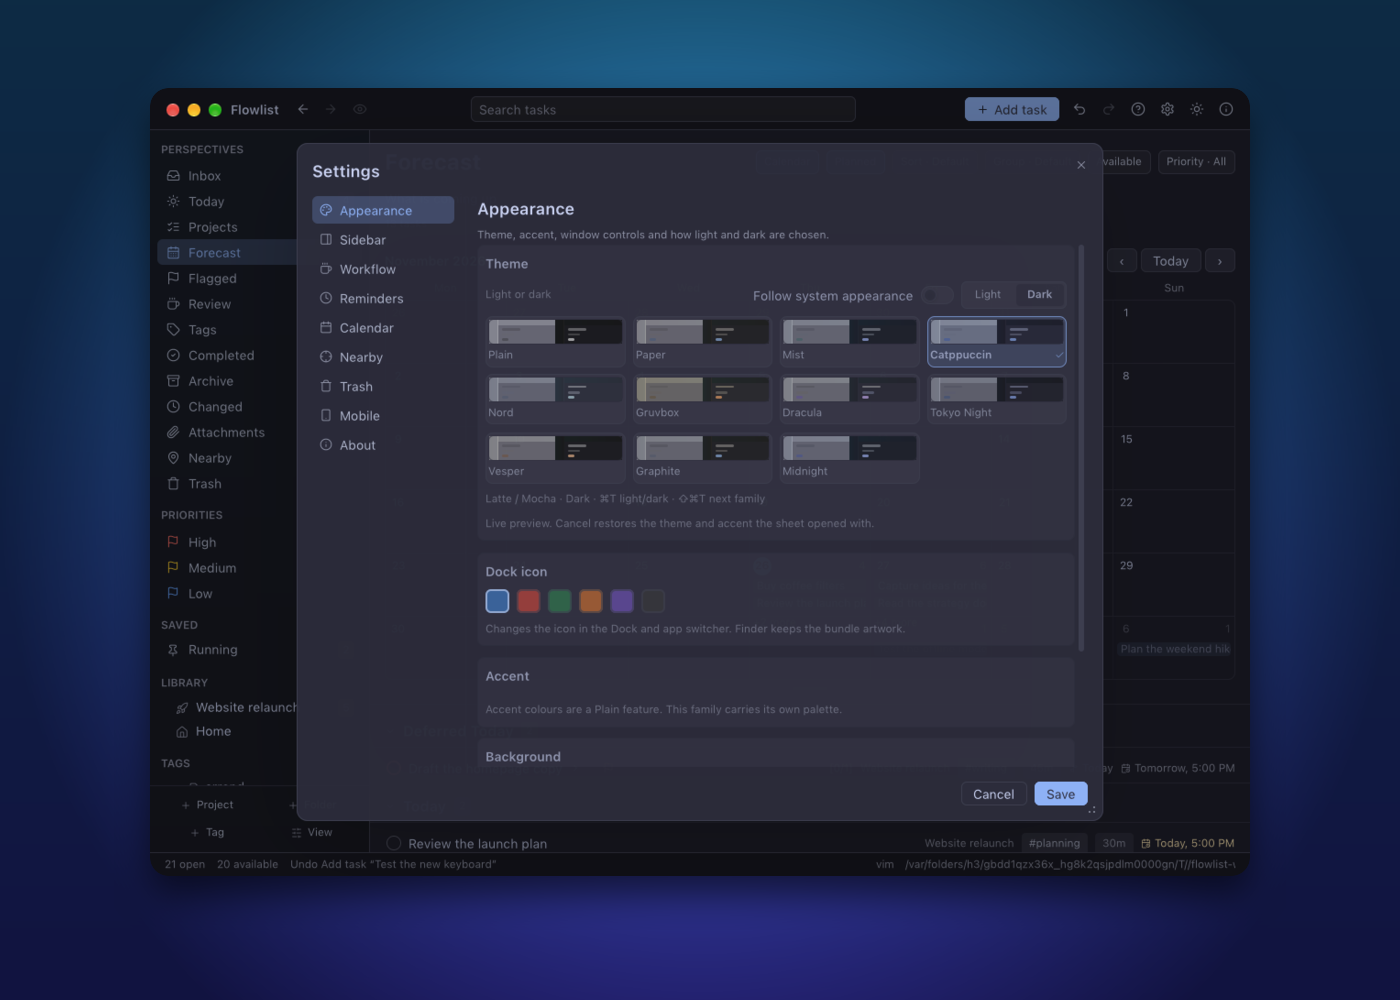 Flowlist
Search tasks
+ Add task
PERSPECTIVES
Inbox
Today
Projects
Forecast
Flagged
Review
Tags
Completed
Archive
Changed
Attachments
Nearby
Trash
PRIORITIES
High
Medium
Low
SAVED
Running
LIBRARY
Website relaunch
Home
TAGS
+ Project
+ Tag
View
Settings
Appearance
Sidebar
Workflow
Reminders
Calendar
Nearby
Trash
Mobile
About
Appearance
Theme, accent, window controls and how light and dark are chosen.
Theme
Light or dark
Follow system appearance
Light
Dark
Plain
Paper
Mist
Catppuccin
Nord
Gruvbox
Dracula
Tokyo Night
Vesper
Graphite
Midnight
Latte / Mocha · Dark · ⌘T light/dark · ⇧⌘T next family
Live preview. Cancel restores the theme and accent the sheet opened with.
Dock icon
Changes the icon in the Dock and app switcher. Finder keeps the bundle artwork.
Accent
Accent colours are a Plain feature. This family carries its own palette.
Background
Cancel
Save
vailable
Priority · All
‹ Today ›
Sun
1
8
15
22
29
6 1
Plan the weekend hik
ay Tomorrow, 5:00 PM
Review the launch plan
Website relaunch #planning 30m Today, 5:00 PM
21 open 20 available Undo Add task "Test the new keyboard"
vim